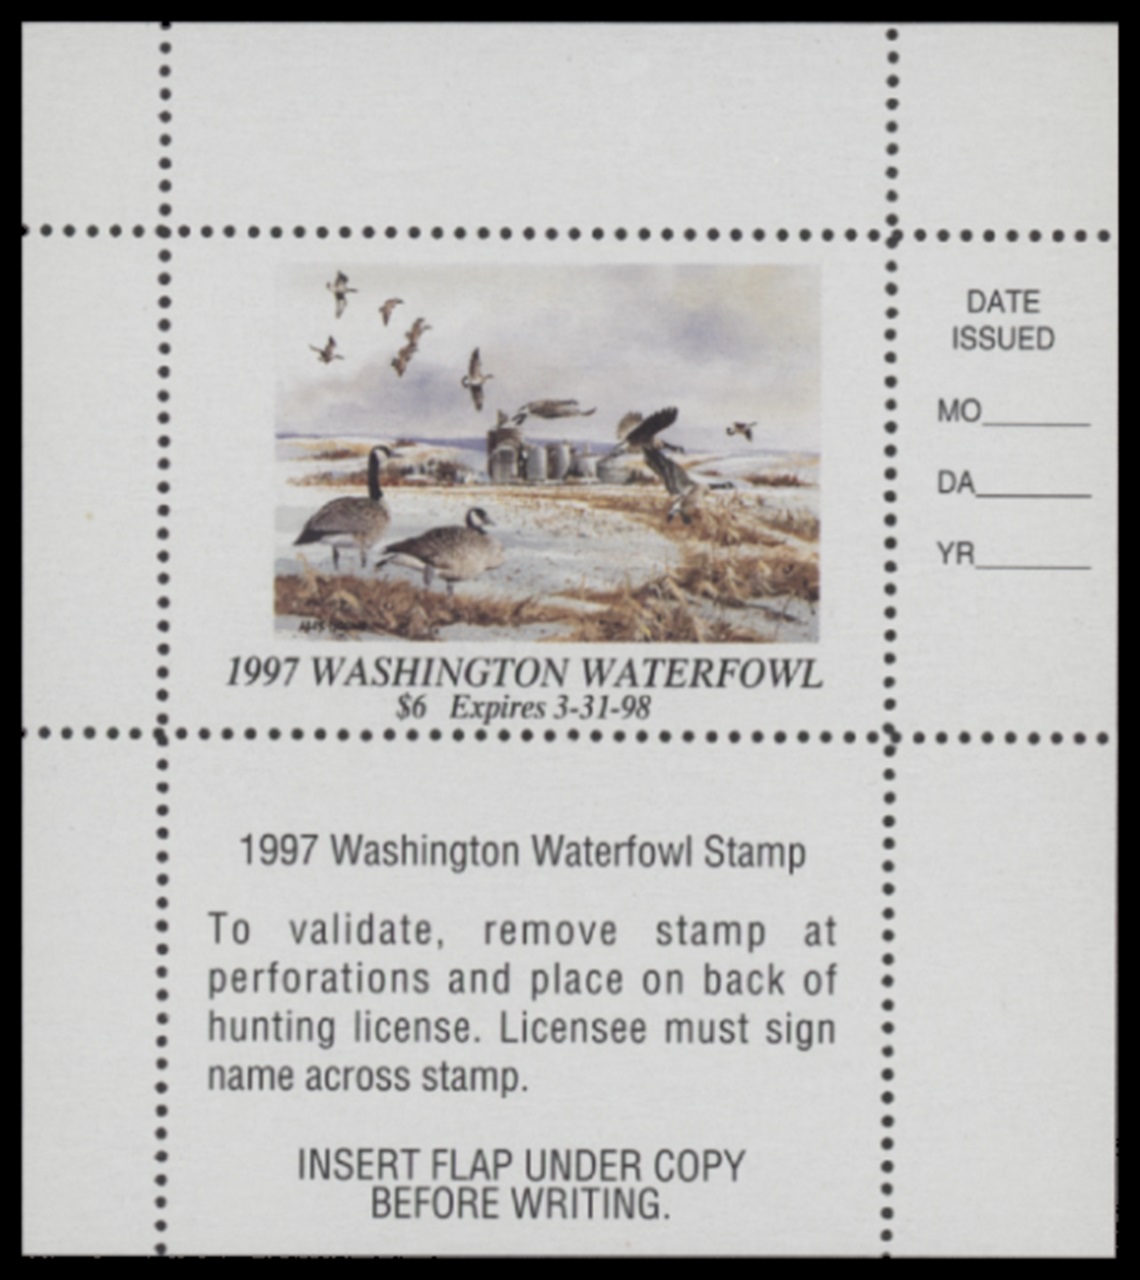 DATE
ISSUED
MO
DA
YR
1997 WASHINGTON WATERFOWL
$6 Expires 3-31-98
1997 Washington Waterfowl Stamp
To validate, remove stamp at
perforations and place on back of
hunting license. Licensee must sign
name across stamp.
INSERT FLAP UNDER COPY
BEFORE WRITING.